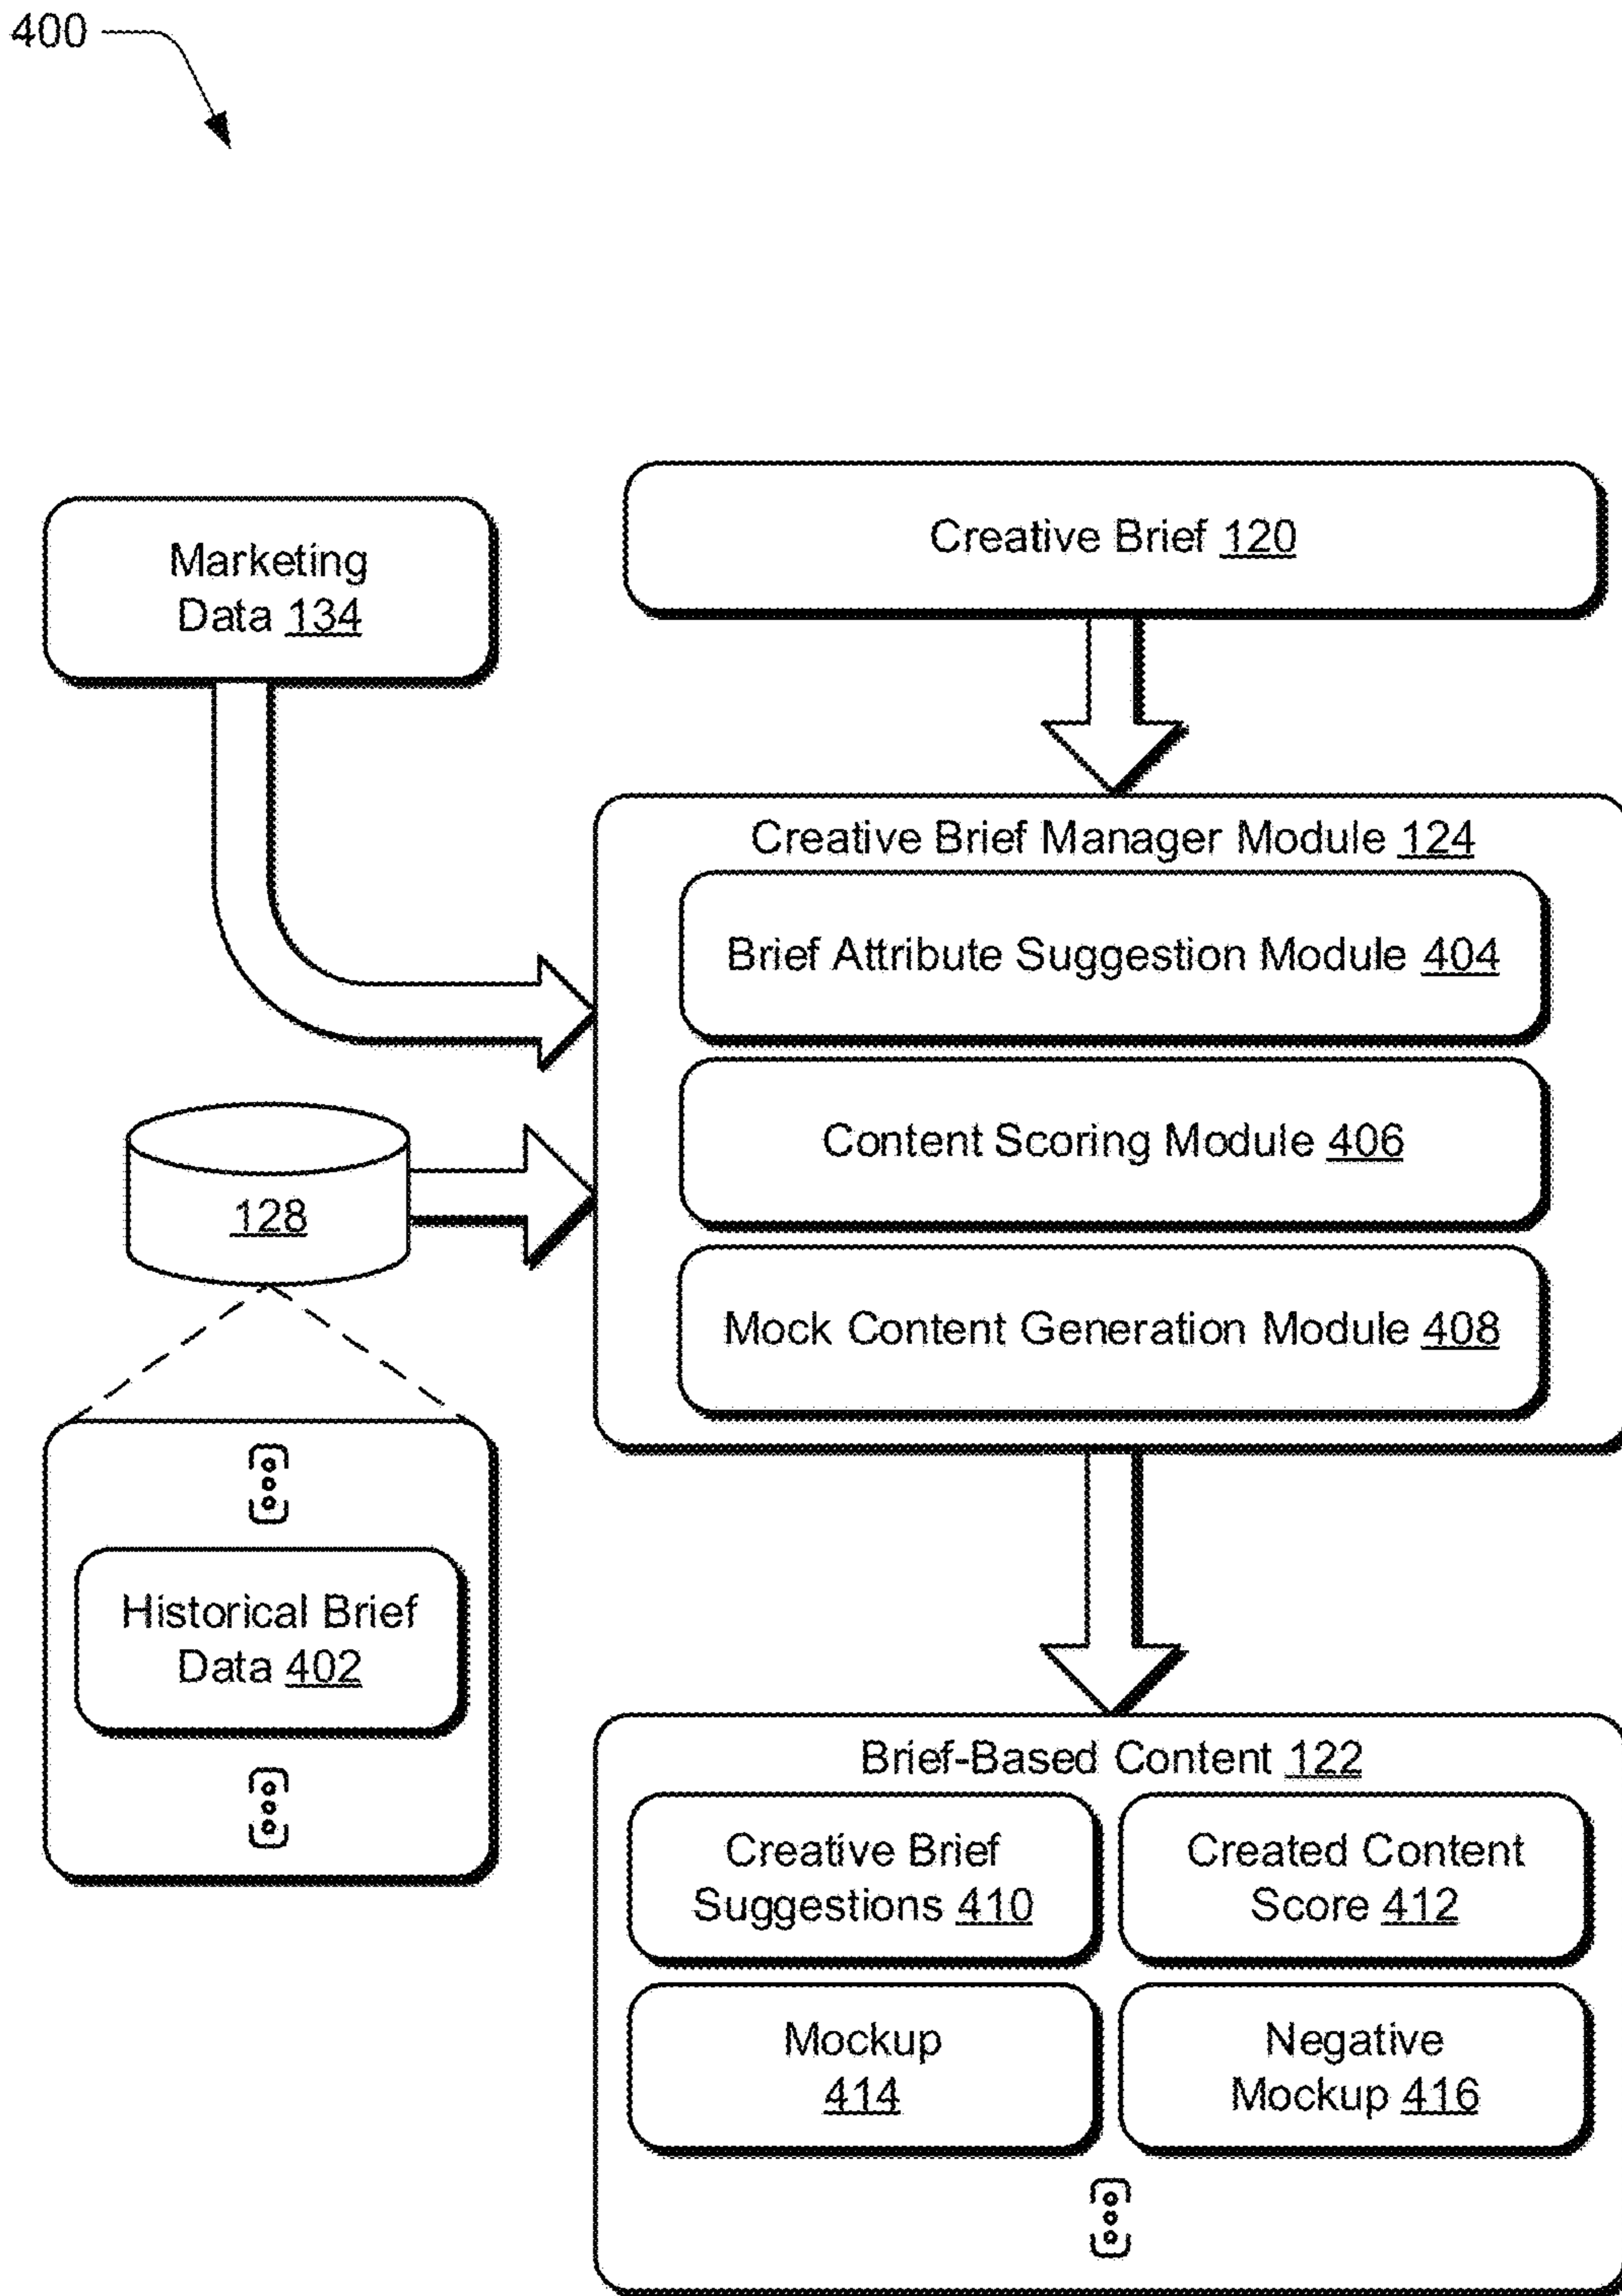 400
Creative Brief 120
Marketing
Data 134
Creative Brief Manager Module 124
Brief Attribute Suggestion Module 404
Content Scoring Module 406
128
Mock Content Generation Module 408
Historical Brief
Data 402
Brief-Based Content 122
Creative Brief
Suggestions 410
Created Content
Score 412
Mockup
414
Negative
Mockup 416